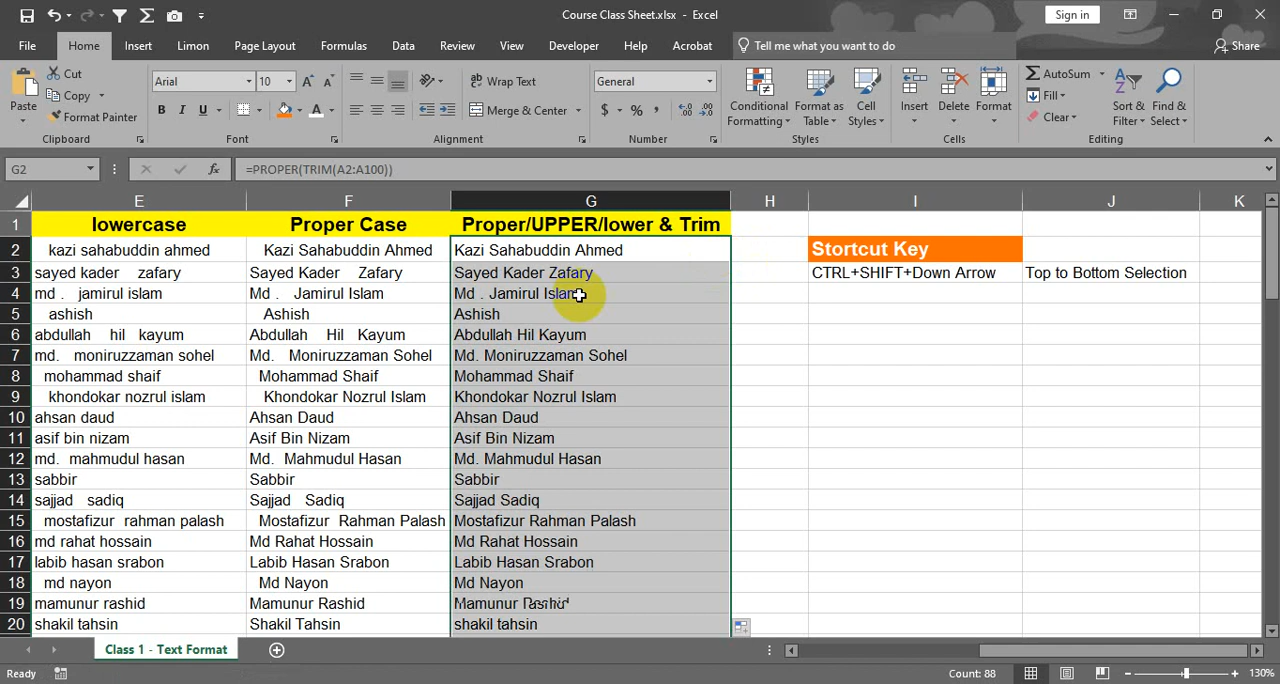 Course Class Sheet.xlsx - Excel
Sign in
File Home Insert Limon Page Layout Formulas Data Review View Developer Help Acrobat Tell me what you want to do Share
Paste Cut Copy Format Painter
Arial 10 A A B I U A
ab Wrap Text Merge & Center
General $ % , .00
Conditional Formatting Format as Table Cell Styles Insert Delete Format
AutoSum Fill Clear Sort & Filter Find & Select
Clipboard Font Alignment Number Styles Cells Editing
G2 fx =PROPER(TRIM(A2:A100))
E F G H I J K
1 lowercase Proper Case Proper/UPPER/lower & Trim
2 kazi sahabuddin ahmed Kazi Sahabuddin Ahmed Kazi Sahabuddin Ahmed Stortcut Key
3 sayed kader zafary Sayed Kader Zafary Sayed Kader Zafary CTRL+SHIFT+Down Arrow Top to Bottom Selection
4 md . jamirul islam Md . Jamirul Islam Md . Jamirul Islam
5 ashish Ashish Ashish
6 abdullah hil kayum Abdullah Hil Kayum Abdullah Hil Kayum
7 md. moniruzzaman sohel Md. Moniruzzaman Sohel Md. Moniruzzaman Sohel
8 mohammad shaif Mohammad Shaif Mohammad Shaif
9 khondokar nozrul islam Khondokar Nozrul Islam Khondokar Nozrul Islam
10 ahsan daud Ahsan Daud Ahsan Daud
11 asif bin nizam Asif Bin Nizam Asif Bin Nizam
12 md. mahmudul hasan Md. Mahmudul Hasan Md. Mahmudul Hasan
13 sabbir Sabbir Sabbir
14 sajjad sadiq Sajjad Sadiq Sajjad Sadiq
15 mostafizur rahman palash Mostafizur Rahman Palash Mostafizur Rahman Palash
16 md rahat hossain Md Rahat Hossain Md Rahat Hossain
17 labib hasan srabon Labib Hasan Srabon Labib Hasan Srabon
18 md nayon Md Nayon Md Nayon
19 mamunur rashid Mamunur Rashid Mamunur
20 shakil tahsin Shakil Tahsin shakil tahsin
Class 1 - Text Format
Ready Count: 88 130%